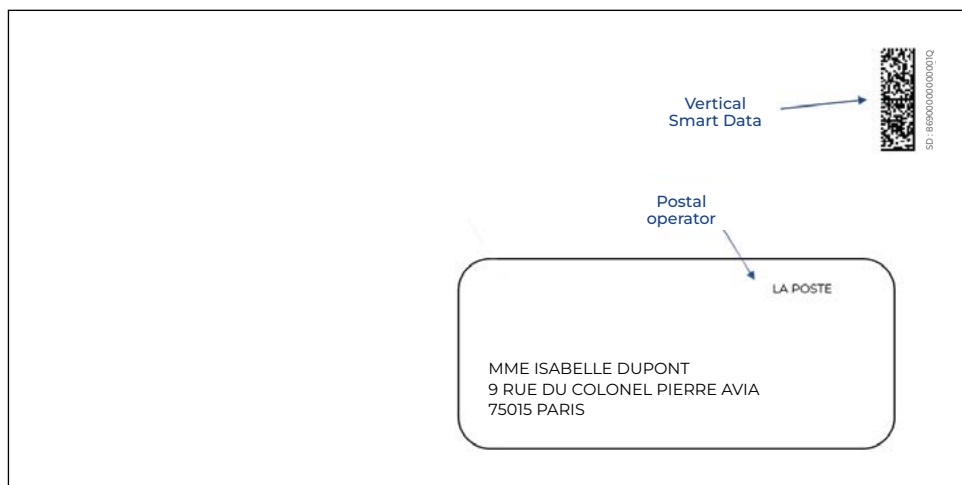 Vertical
Smart Data
SD : 869000000000001Q
Postal
operator
LA POSTE
MME ISABELLE DUPONT
9 RUE DU COLONEL PIERRE AVIA
75015 PARIS